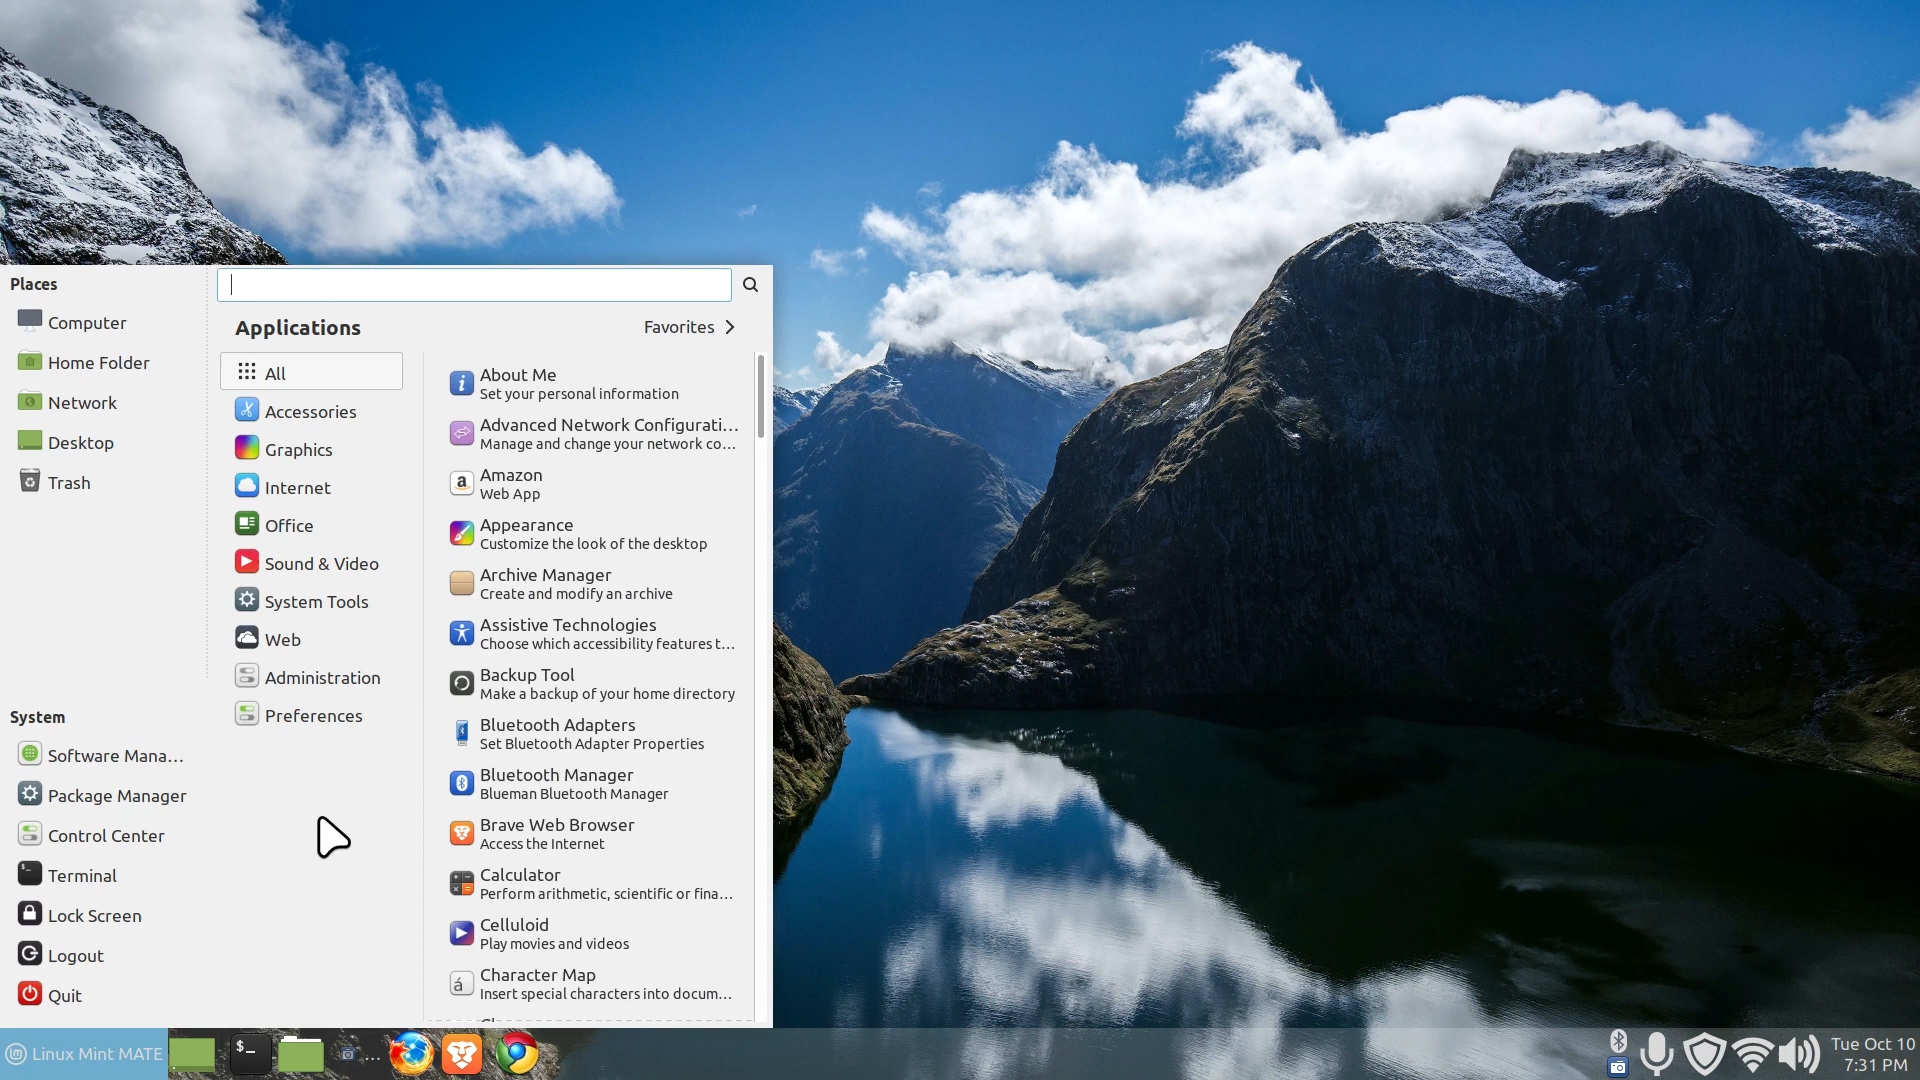 Places
Computer
Home Folder
Network
Desktop
Trash
System
Software Mana...
Package Manager
Control Center
Terminal
Lock Screen
Logout
Quit
Applications
Favorites
All
Accessories
Graphics
Internet
Office
Sound & Video
System Tools
Web
Administration
Preferences
About Me
Set your personal information
Advanced Network Configurati...
Manage and change your network co...
Amazon
Web App
Appearance
Customize the look of the desktop
Archive Manager
Create and modify an archive
Assistive Technologies
Choose which accessibility features t...
Backup Tool
Make a backup of your home directory
Bluetooth Adapters
Set Bluetooth Adapter Properties
Bluetooth Manager
Blueman Bluetooth Manager
Brave Web Browser
Access the Internet
Calculator
Perform arithmetic, scientific or fina...
Celluloid
Play movies and videos
Character Map
Insert special characters into docum...
Linux Mint MATE
...
Tue Oct 10
7:31 PM